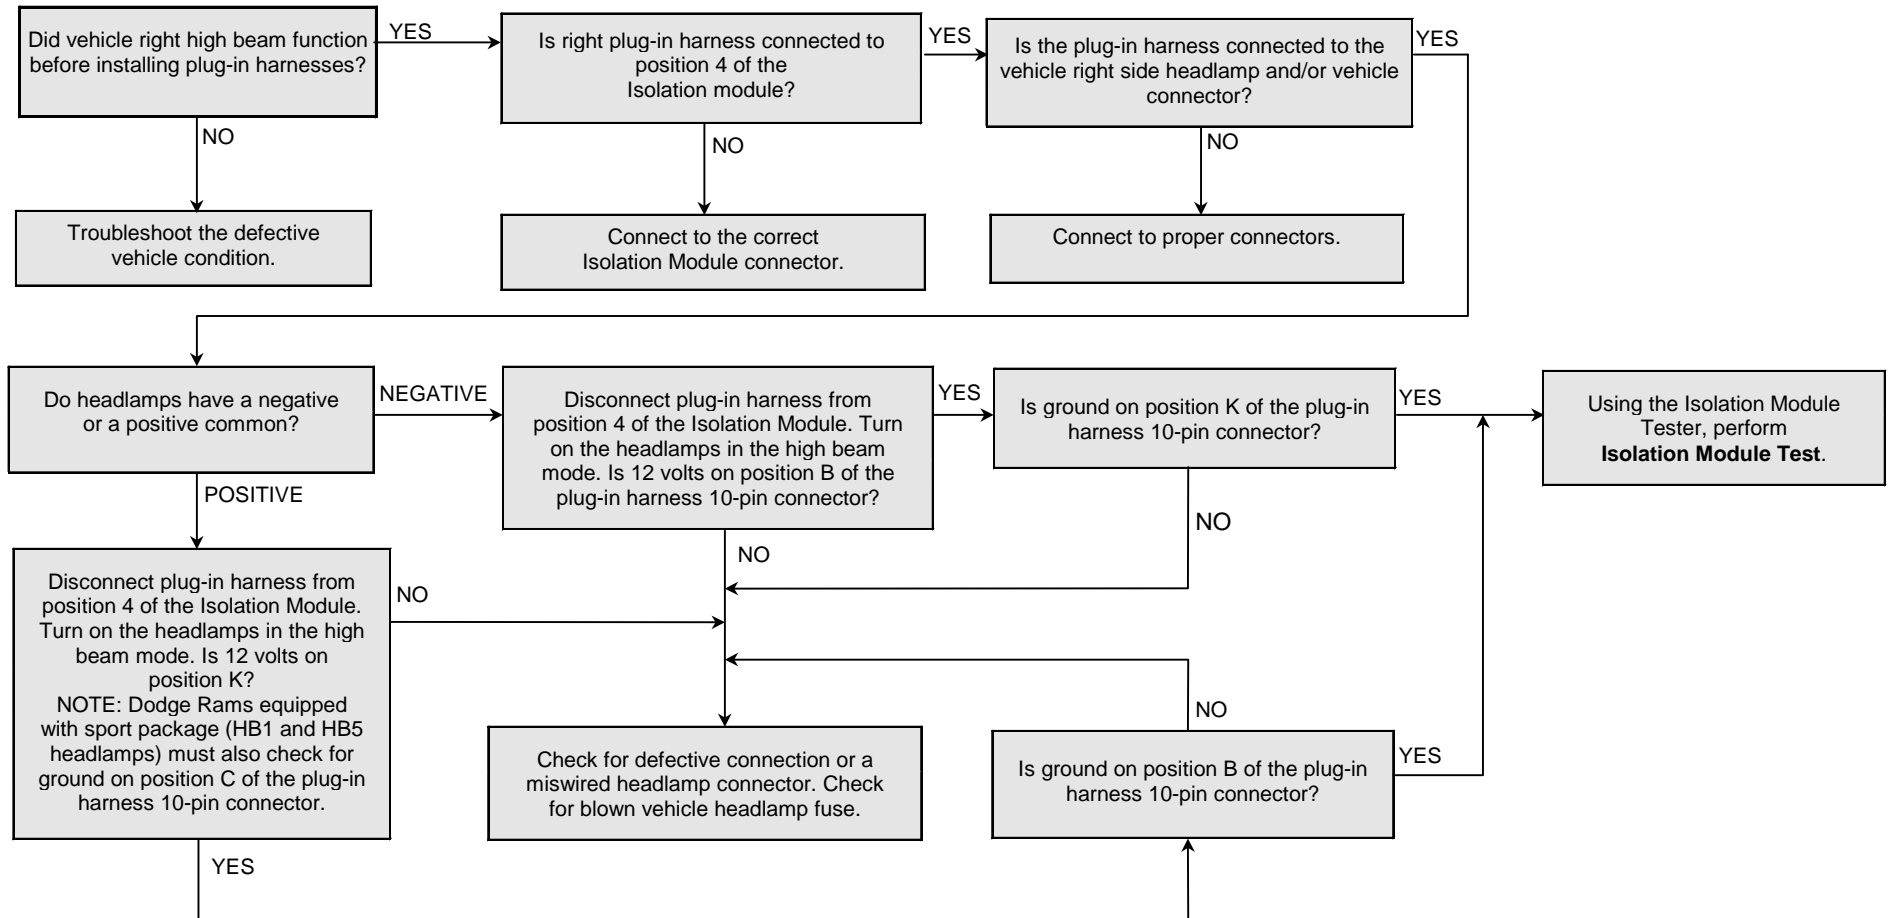 Did vehicle right high beam function
before installing plug-in harnesses?
YES
Is right plug-in harness connected to
position 4 of the
Isolation module?
YES
Is the plug-in harness connected to the
vehicle right side headlamp and/or vehicle
connector?
YES
NO
NO
NO
Troubleshoot the defective
vehicle condition.
Connect to the correct
Isolation Module connector.
Connect to proper connectors.
Do headlamps have a negative
or a positive common?
NEGATIVE
Disconnect plug-in harness from
position 4 of the Isolation Module. Turn
on the headlamps in the high beam
mode. Is 12 volts on position B of the
plug-in harness 10-pin connector?
YES
Is ground on position K of the plug-in
harness 10-pin connector?
YES
Using the Isolation Module
Tester, perform
Isolation Module Test.
POSITIVE
NO
NO
Disconnect plug-in harness from
position 4 of the Isolation Module.
Turn on the headlamps in the high
beam mode. Is 12 volts on
position K?
NOTE: Dodge Rams equipped
with sport package (HB1 and HB5
headlamps) must also check for
ground on position C of the plug-in
harness 10-pin connector.
NO
Check for defective connection or a
miswired headlamp connector. Check
for blown vehicle headlamp fuse.
NO
Is ground on position B of the plug-in
harness 10-pin connector?
YES
YES